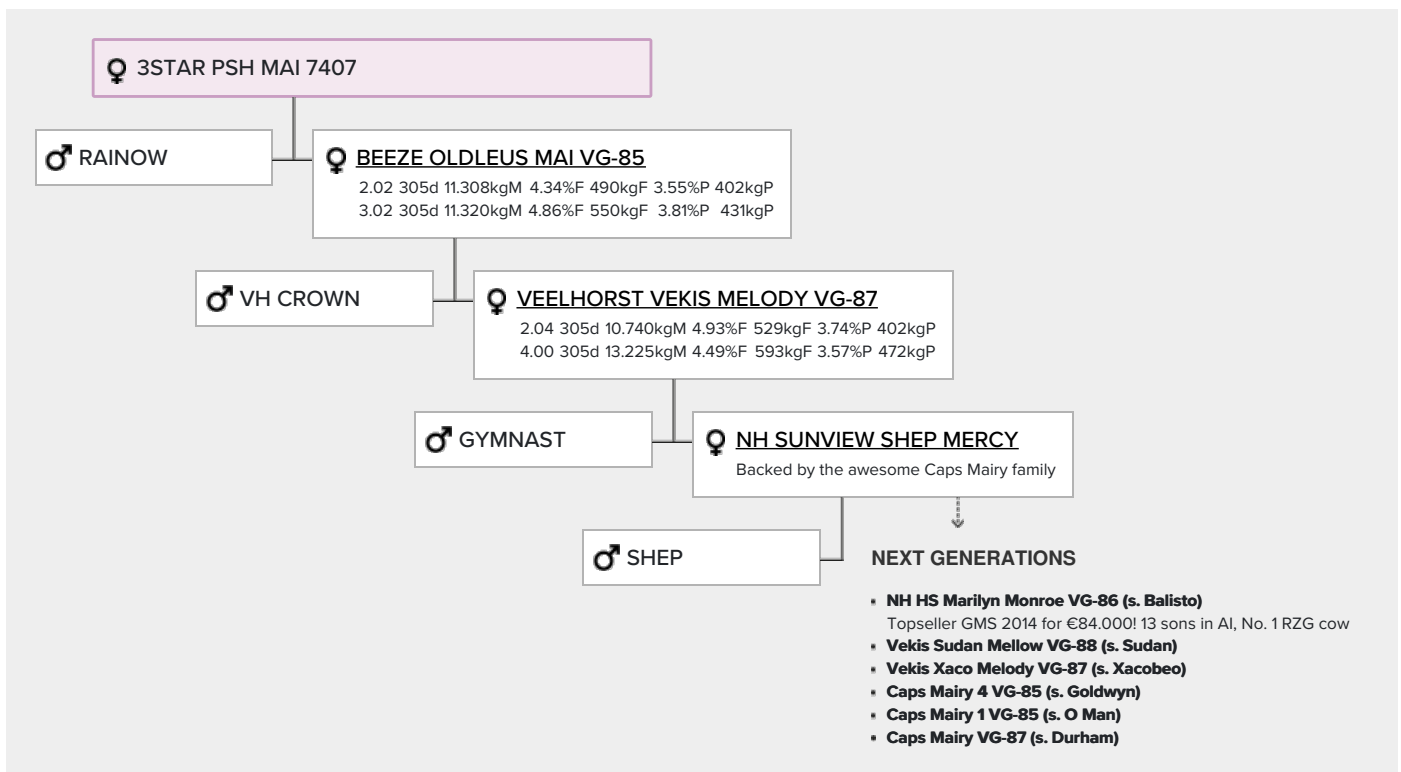 3STAR PSH MAI 7407
RAINOW
BEEZE OLDLEUS MAI VG-85
2.02 305d 11.308kgM 4.34%F 490kgF 3.55%P 402kgP
3.02 305d 11.320kgM 4.86%F 550kgF 3.81%P 431kgP
VH CROWN
VEELHORST VEKIS MELODY VG-87
2.04 305d 10.740kgM 4.93%F 529kgF 3.74%P 402kgP
4.00 305d 13.225kgM 4.49%F 593kgF 3.57%P 472kgP
GYMNAST
NH SUNVIEW SHEP MERCY
Backed by the awesome Caps Mairy family
SHEP
NEXT GENERATIONS
NH HS Marilyn Monroe VG-86 (s. Balisto)
Topseller GMS 2014 for €84.000! 13 sons in AI, No. 1 RZG cow
Vekis Sudan Mellow VG-88 (s. Sudan)
Vekis Xaco Melody VG-87 (s. Xacobeo)
Caps Mairy 4 VG-85 (s. Goldwyn)
Caps Mairy 1 VG-85 (s. O Man)
Caps Mairy VG-87 (s. Durham)